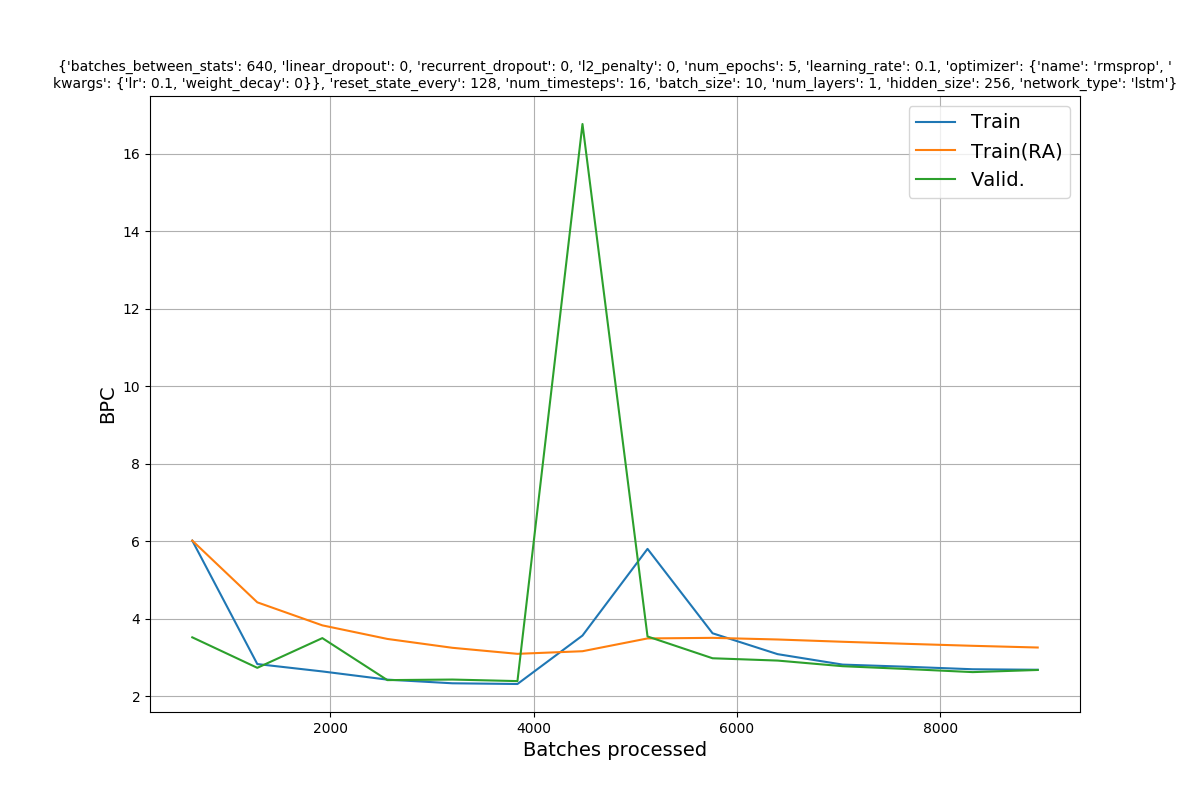 {'batches_between_stats': 640, 'linear_dropout': 0, 'recurrent_dropout': 0, 'l2_penalty': 0, 'num_epochs': 5, 'learning_rate': 0.1, 'optimizer': {'name': 'rmsprop', '
kwargs': {'lr': 0.1, 'weight_decay': 0}}, 'reset_state_every': 128, 'num_timesteps': 16, 'batch_size': 10, 'num_layers': 1, 'hidden_size': 256, 'network_type': 'lstm'}
Train
Train(RA)
Valid.
16
14
12
10
8
6
4
2
BPC
2000
4000
6000
8000
Batches processed